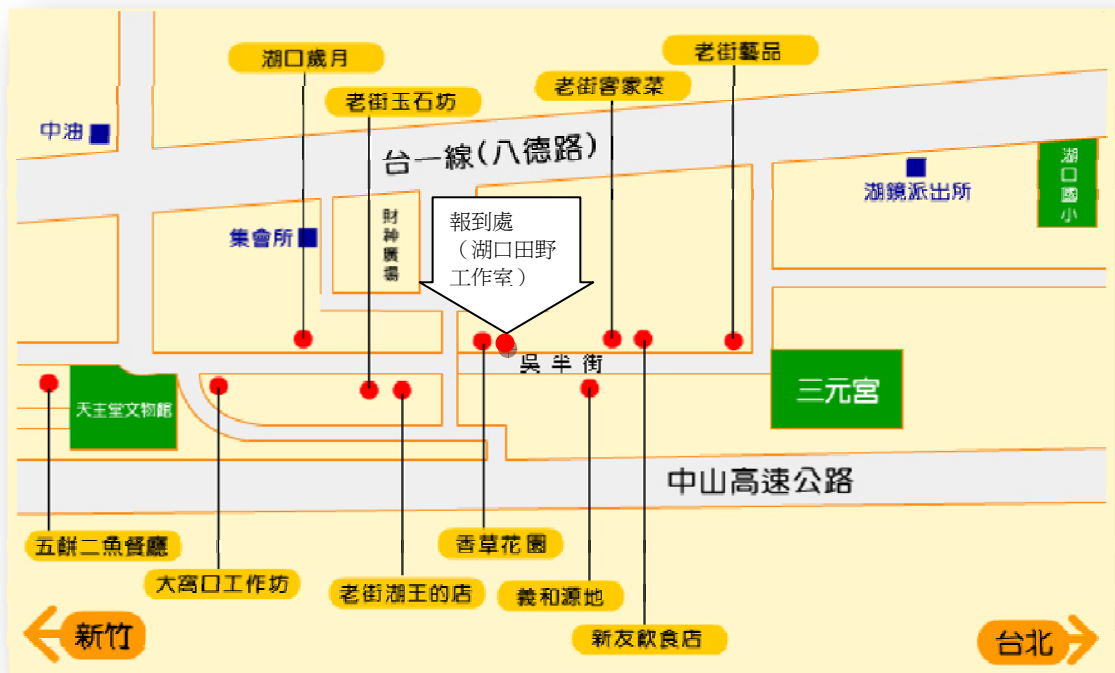 老街藝品
湖口歲月
老街客家菜
老街玉石坊
中油
台一線(八德路)
湖口國小
湖鏡派出所
財神廣場
報到處
（湖口田野
工作室）
集會所
吳半街
三元宮
天主堂文物館
中山高速公路
五餅二魚餐廳
香草花園
大窩口工作坊
老街湖王的店
義和源地
新竹
新友飲食店
台北